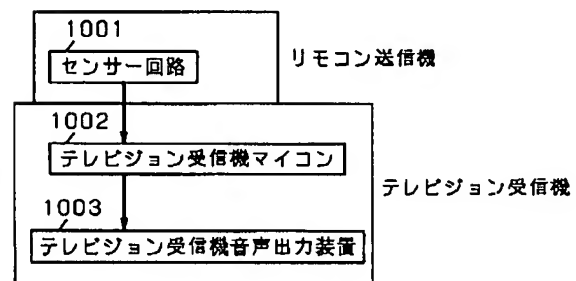 1001
センサー回路
リモコン送信機
1002
テレビジョン受信機マイコン
テレビジョン受信機
1003
テレビジョン受信機音声出力装置